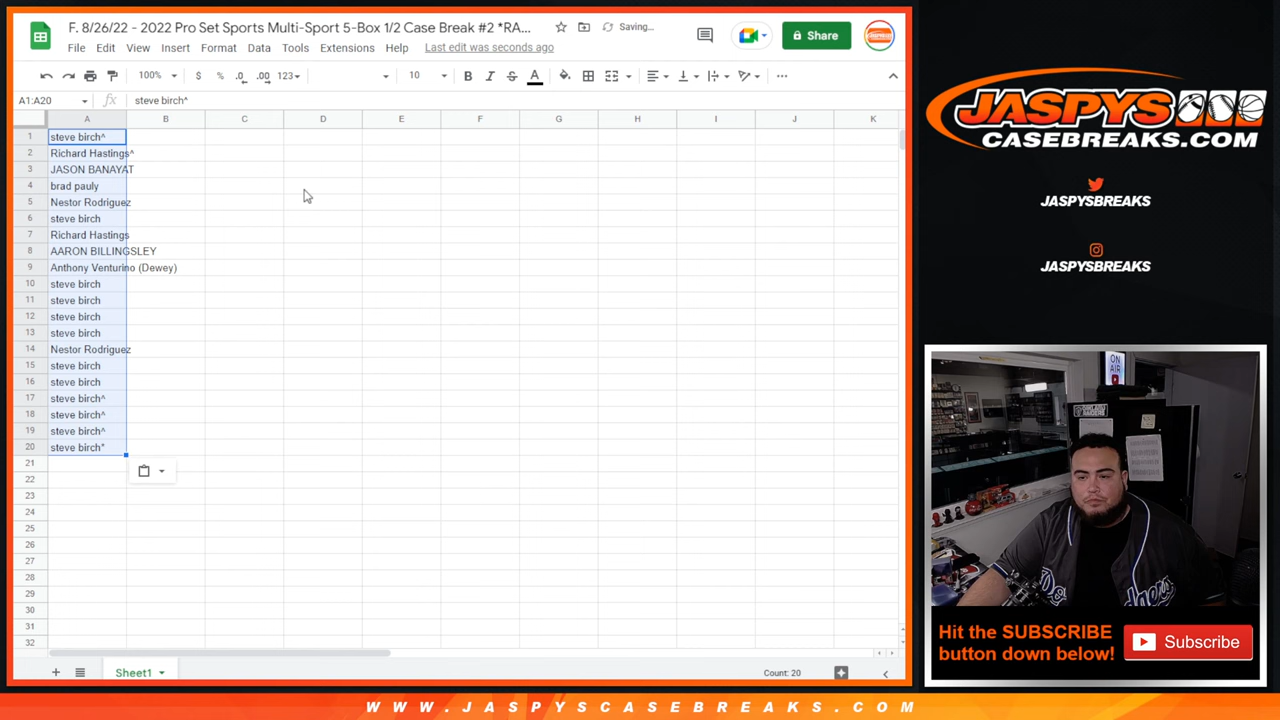 F. 8/26/22 - 2022 Pro Set Sports Multi-Sport 5-Box 1/2 Case Break #2 *RA...
Saving...
Share
File Edit View Insert Format Data Tools Extensions Help Last edit was seconds ago
100% $ % .0 .00 123 10 B I S A
A1:A20 fx steve birch^
A B C D E F G H I J K
1 steve birch^
2 Richard Hastings^
3 JASON BANAYAT
4 brad pauly
5 Nestor Rodriguez
6 steve birch
7 Richard Hastings
8 AARON BILLINGSLEY
9 Anthony Venturino (Dewey)
10 steve birch
11 steve birch
12 steve birch
13 steve birch
14 Nestor Rodriguez
15 steve birch
16 steve birch
17 steve birch^
18 steve birch^
19 steve birch^
20 steve birch*
21
22
23
24
25
26
27
28
29
30
31
32
Sheet1
Count: 20
JASPYS
CASEBREAKS.COM
JASPYSBREAKS
JASPYSBREAKS
ON
AIR
Hit the SUBSCRIBE
button down below!
Subscribe
WWW.JASPYSCASEBREAKS.COM